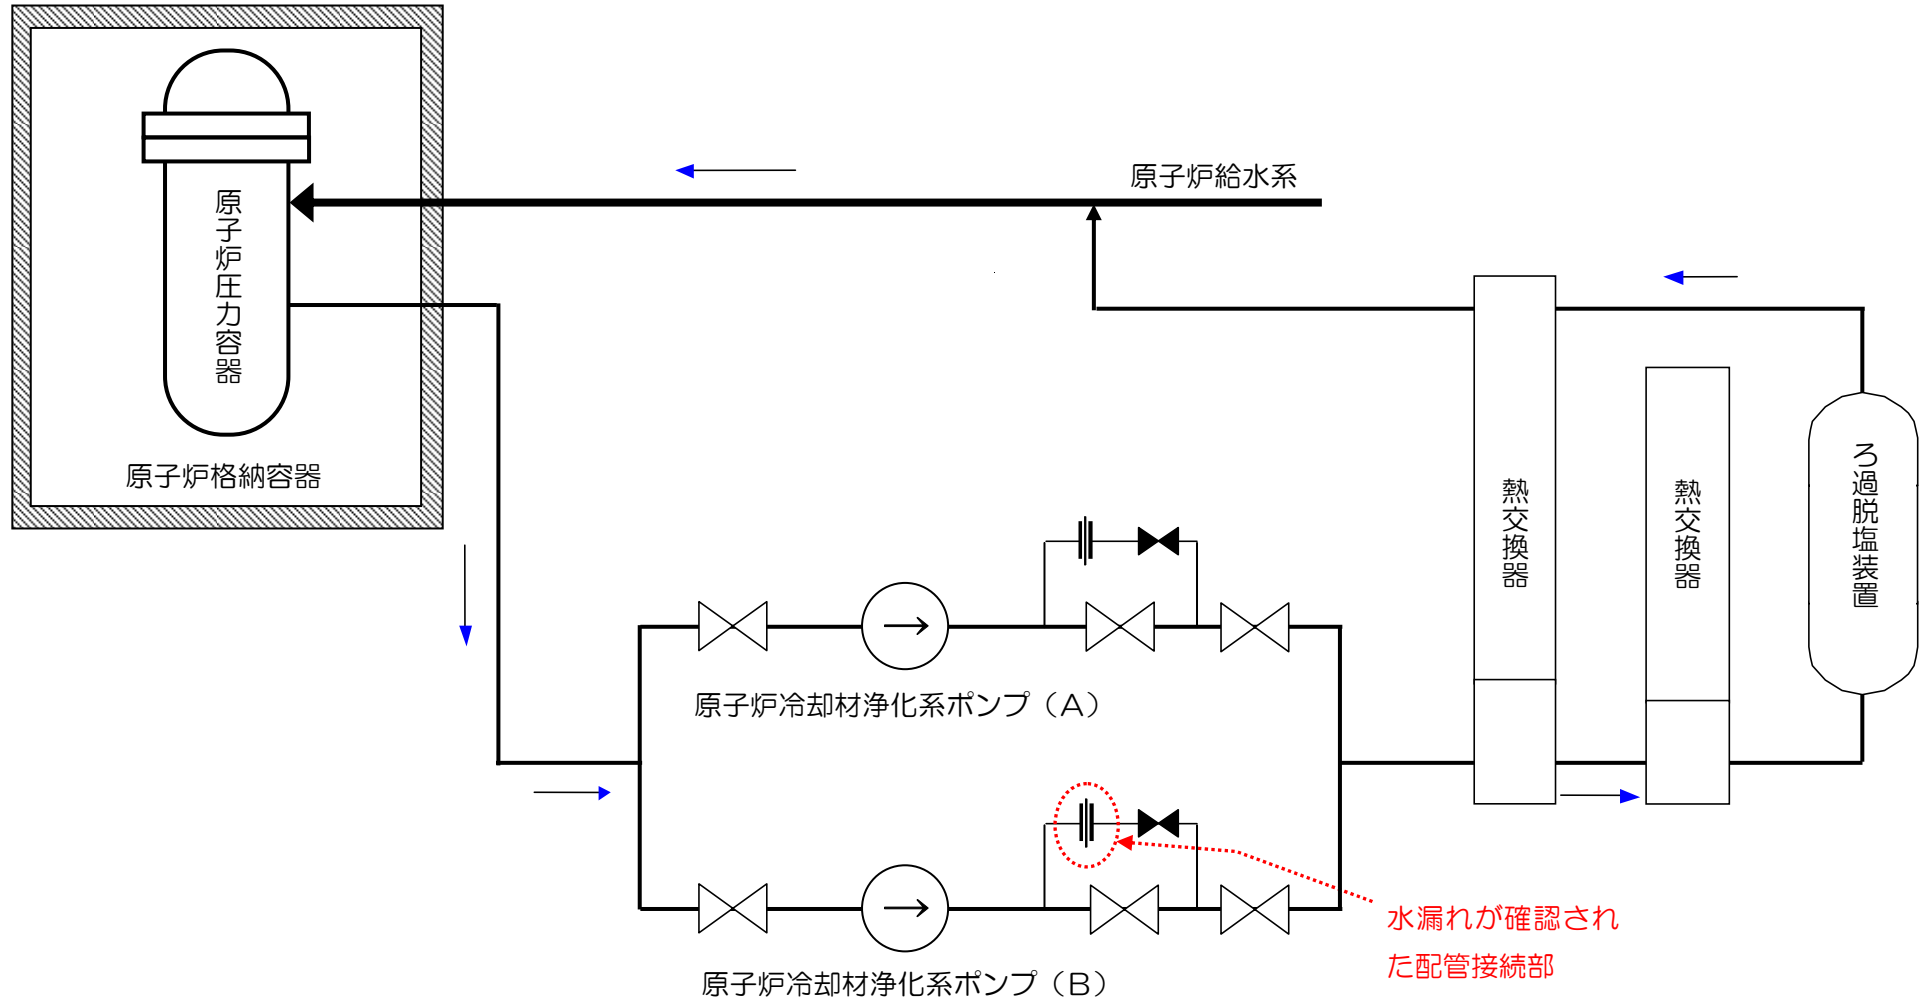 原子炉給水系
原子炉圧力容器
原子炉格納容器
熱交換器
熱交換器
ろ過脱塩装置
原子炉冷却材浄化系ポンプ（A）
水漏れが確認され
た配管接続部
原子炉冷却材浄化系ポンプ（B）